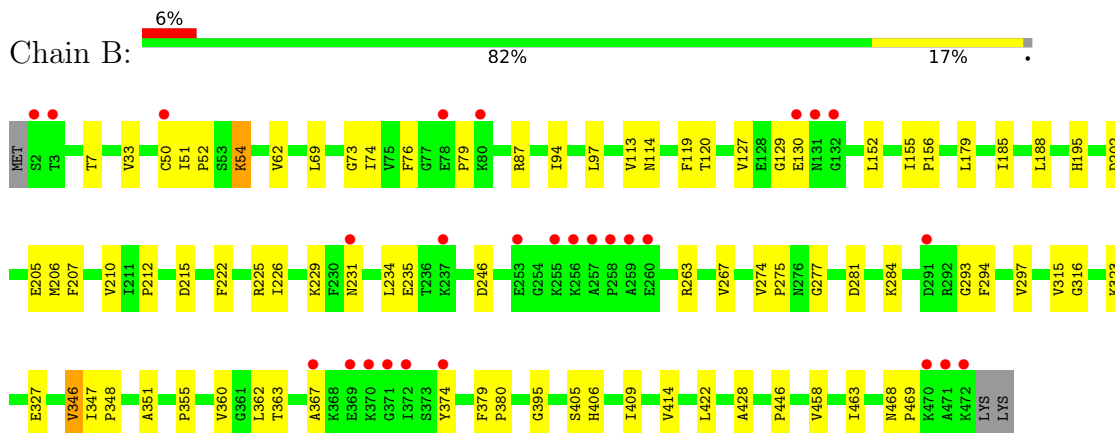 6%
Chain B:
82% 17% .
MET S2 T3 T7 V33 C50 I51 P52 S53 K54 V62 L69 G73 I74 V75 F76 G77 E78 P79 K80 R87 I94 L97 V113 N114 F119 T120 V127 E128 G129 E130 N131 G132 L152 I155 P156 L179 I185 L188 H195
E205 M206 F207 V210 I211 P212 D215 F222 R225 I226 K229 F230 N231 L234 E235 T236 K237 D246 E253 G254 K255 K256 A257 P258 A259 E260 R263 V267 V274 P275 N276 G277 D281 K284 D291 R292 G293 F294 V297 V315 G316 K323
E327 V346 I347 P348 A351 P355 V360 G361 L362 T363 A367 K368 E369 K370 G371 I372 S373 Y374 F379 P380 G395 S405 H406 I409 V414 L422 A428 P446 V458 I463 N468 P469 K470 A471 K472 LYS LYS